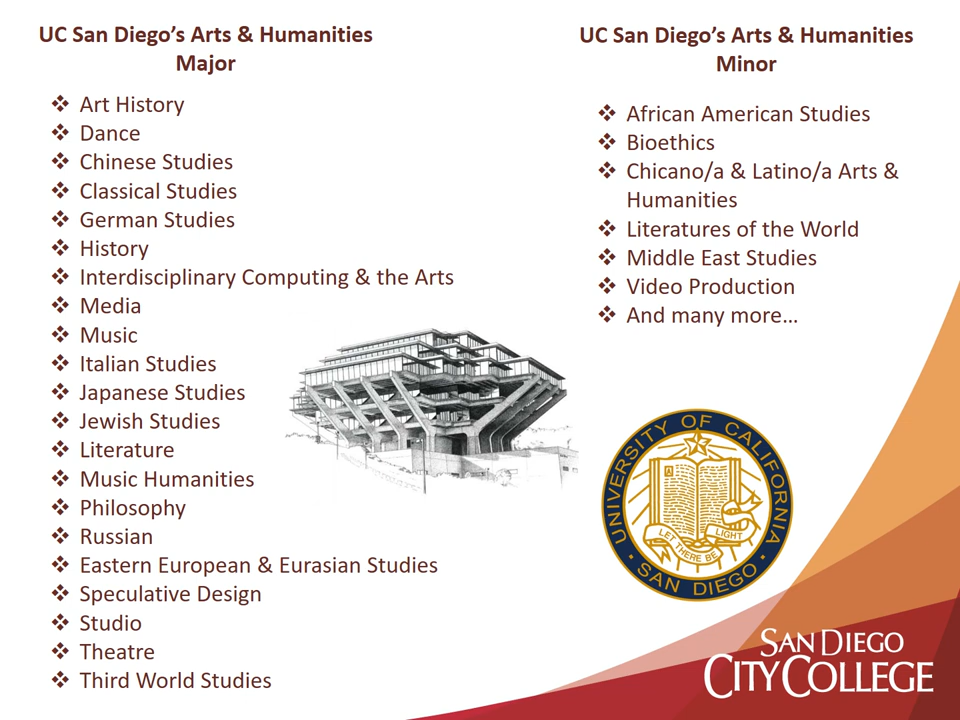 UC San Diego’s Arts & Humanities
Major
❖ Art History
❖ Dance
❖ Chinese Studies
❖ Classical Studies
❖ German Studies
❖ History
❖ Interdisciplinary Computing & the Arts
❖ Media
❖ Music
❖ Italian Studies
❖ Japanese Studies
❖ Jewish Studies
❖ Literature
❖ Music Humanities
❖ Philosophy
❖ Russian
❖ Eastern European & Eurasian Studies
❖ Speculative Design
❖ Studio
❖ Theatre
❖ Third World Studies
UC San Diego’s Arts & Humanities
Minor
❖ African American Studies
❖ Bioethics
❖ Chicano/a & Latino/a Arts &
Humanities
❖ Literatures of the World
❖ Middle East Studies
❖ Video Production
❖ And many more…
UNIVERSITY OF CALIFORNIA
LET THERE BE LIGHT
• SAN DIEGO •
SAN DIEGO
CITY COLLEGE